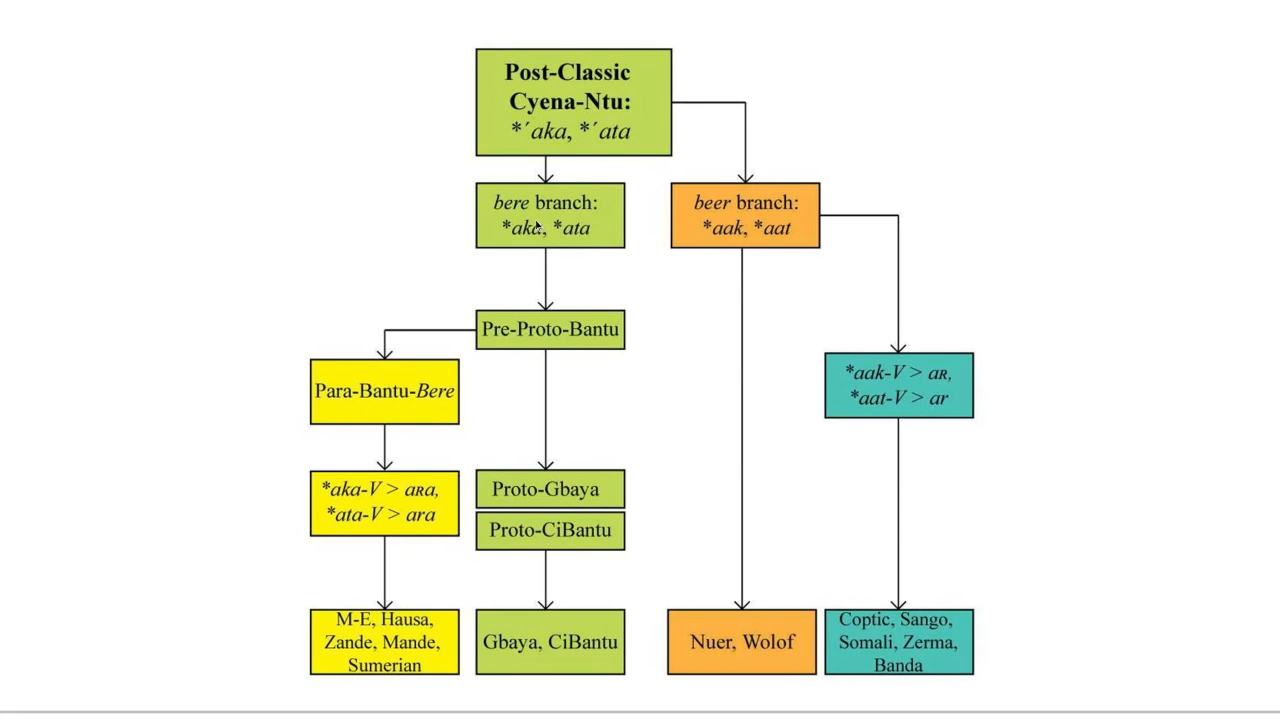 Post-Classic
Cyena-Ntu:
*´aka, *´ata
bere branch:
*aka, *ata
beer branch:
*aak, *aat
Pre-Proto-Bantu
Para-Bantu-Bere
*aak-V > aʀ,
*aat-V > ar
*aka-V > aʀa,
*ata-V > ara
Proto-Gbaya
Proto-CiBantu
M-E, Hausa,
Zande, Mande,
Sumerian
Gbaya, CiBantu
Nuer, Wolof
Coptic, Sango,
Somali, Zerma,
Banda